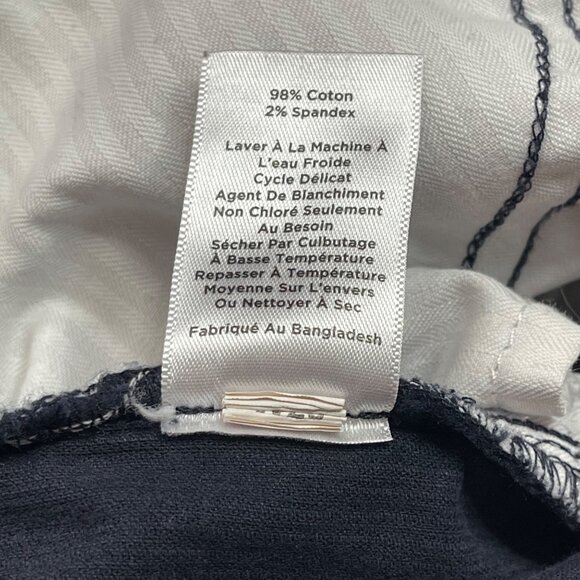 98% Coton
2% Spandex
Laver À La Machine À
L'eau Froide
Cycle Délicat
Agent De Blanchiment
Non Chloré Seulement
Au Besoin
Sécher Par Culbutage
À Basse Température
Repasser À Température
Moyenne Sur L'envers
Ou Nettoyer À Sec
Fabriqué Au Bangladesh